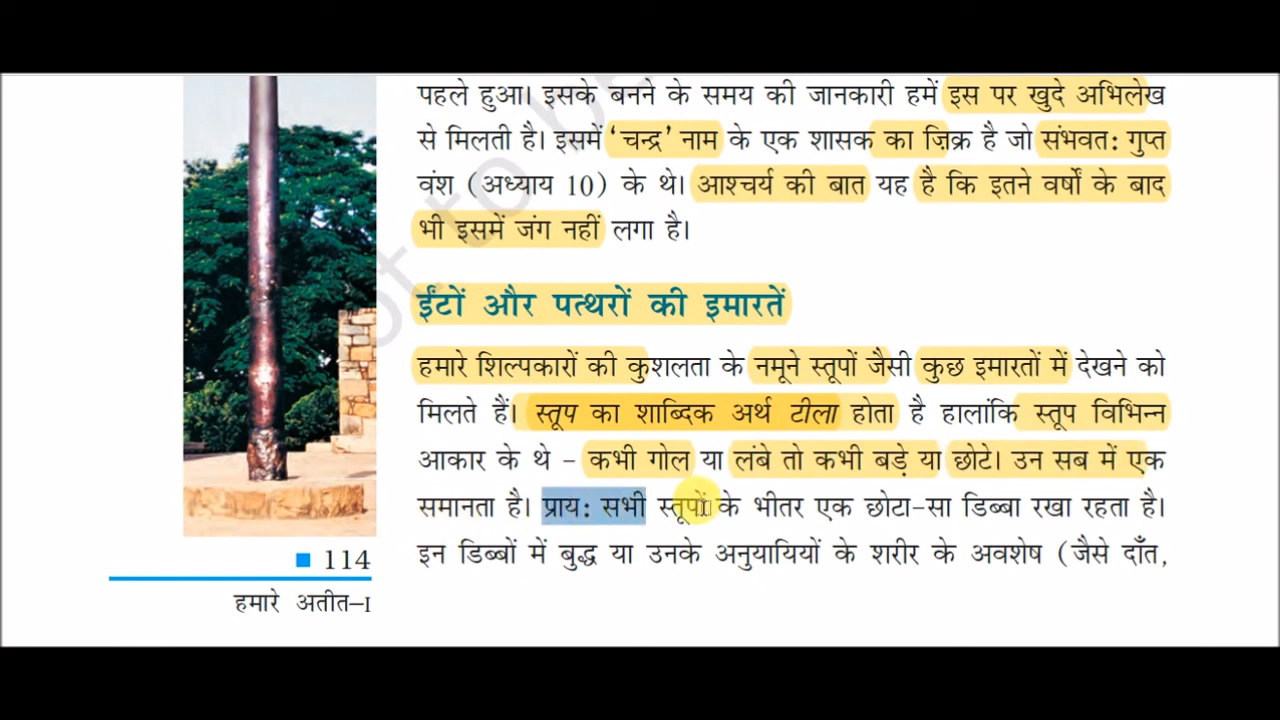 पहले हुआ। इसके बनने के समय की जानकारी हमें इस पर खुदे अभिलेख
से मिलती है। इसमें ‘चन्द्र’ नाम के एक शासक का ज़िक्र है जो संभवतः गुप्त
वंश (अध्याय 10) के थे। आश्चर्य की बात यह है कि इतने वर्षों के बाद
भी इसमें जंग नहीं लगा है।
ईंटों और पत्थरों की इमारतें
हमारे शिल्पकारों की कुशलता के नमूने स्तूपों जैसी कुछ इमारतों में देखने को
मिलते हैं। स्तूप का शाब्दिक अर्थ टीला होता है हालांकि स्तूप विभिन्न
आकार के थे – कभी गोल या लंबे तो कभी बड़े या छोटे। उन सब में एक
समानता है। प्रायः सभी स्तूपों के भीतर एक छोटा-सा डिब्बा रखा रहता है।
इन डिब्बों में बुद्ध या उनके अनुयायियों के शरीर के अवशेष (जैसे दाँत,
■ 114
हमारे अतीत–I
not to be